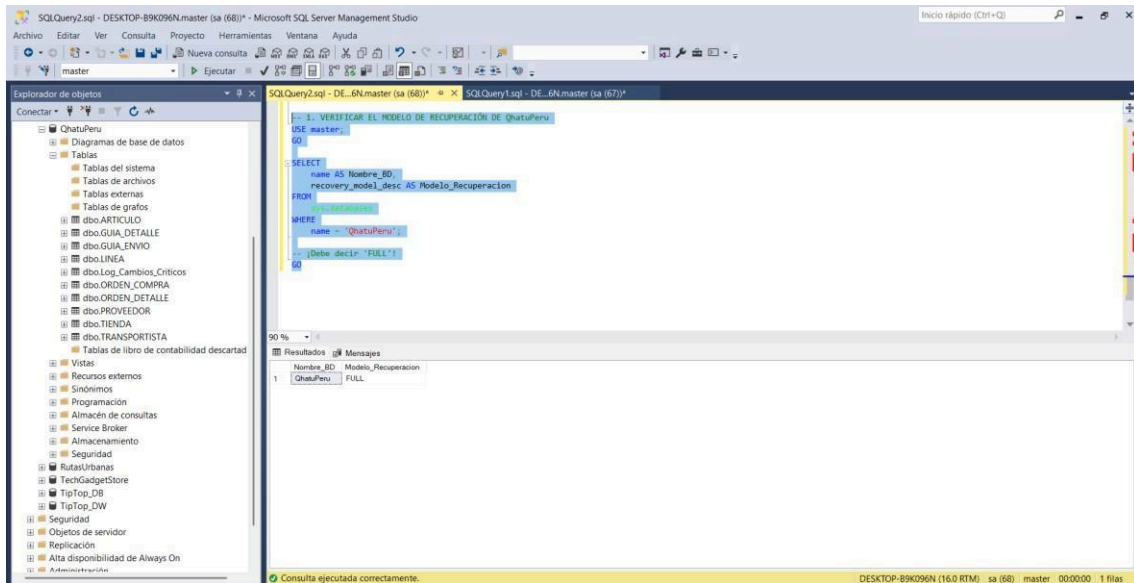 SQLQuery2.sql - DESKTOP-B9K096N.master (sa (68))* - Microsoft SQL Server Management Studio
Inicio rápido (Ctrl+Q)
Archivo Editar Ver Consulta Proyecto Herramientas Ventana Ayuda
Nueva consulta
master
Ejecutar
Explorador de objetos
SQLQuery2.sql - DE...6N.master (sa (68))*
SQLQuery1.sql - DE...6N.master (sa (67))*
Conectar
QhatuPeru
Diagramas de base de datos
Tablas
Tablas del sistema
Tablas de archivos
Tablas externas
Tablas de grafos
dbo.ARTICULO
dbo.GUIA_DETALLE
dbo.GUIA_ENVIO
dbo.LINEA
dbo.Log_Cambios_Criticos
dbo.ORDEN_COMPRA
dbo.ORDEN_DETALLE
dbo.PROVEEDOR
dbo.TIENDA
dbo.TRANSPORTISTA
Tablas de libro de contabilidad descartad
Vistas
Recursos externos
Sinónimos
Programación
Almacén de consultas
Service Broker
Almacenamiento
Seguridad
RutasUrbanas
TechGadgetStore
TipTop_DB
TipTop_DW
Seguridad
Objetos de servidor
Replicación
Alta disponibilidad de Always On
Administración
-- 1. VERIFICAR EL MODELO DE RECUPERACIÓN DE QhatuPeru
USE master;
GO
SELECT
name AS Nombre_BD,
recovery_model_desc AS Modelo_Recuperacion
FROM
sys.databases
WHERE
name = 'QhatuPeru';
-- ¡Debe decir 'FULL'!
GO
90 %
Resultados Mensajes
Nombre_BD Modelo_Recuperacion
1 QhatuPeru FULL
Consulta ejecutada correctamente.
DESKTOP-B9K096N (16.0 RTM) sa (68) master 00:00:00 1 filas